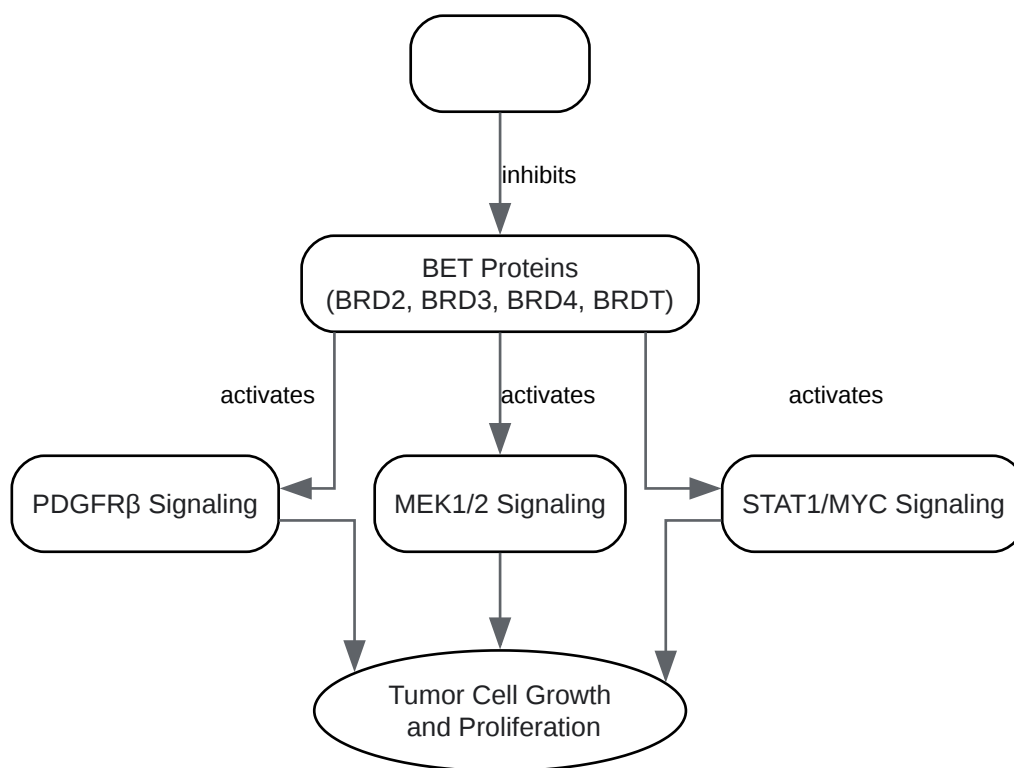 inhibits
BET Proteins
(BRD2, BRD3, BRD4, BRDT)
activates
activates
activates
PDGFRβ Signaling
MEK1/2 Signaling
STAT1/MYC Signaling
Tumor Cell Growth
and Proliferation